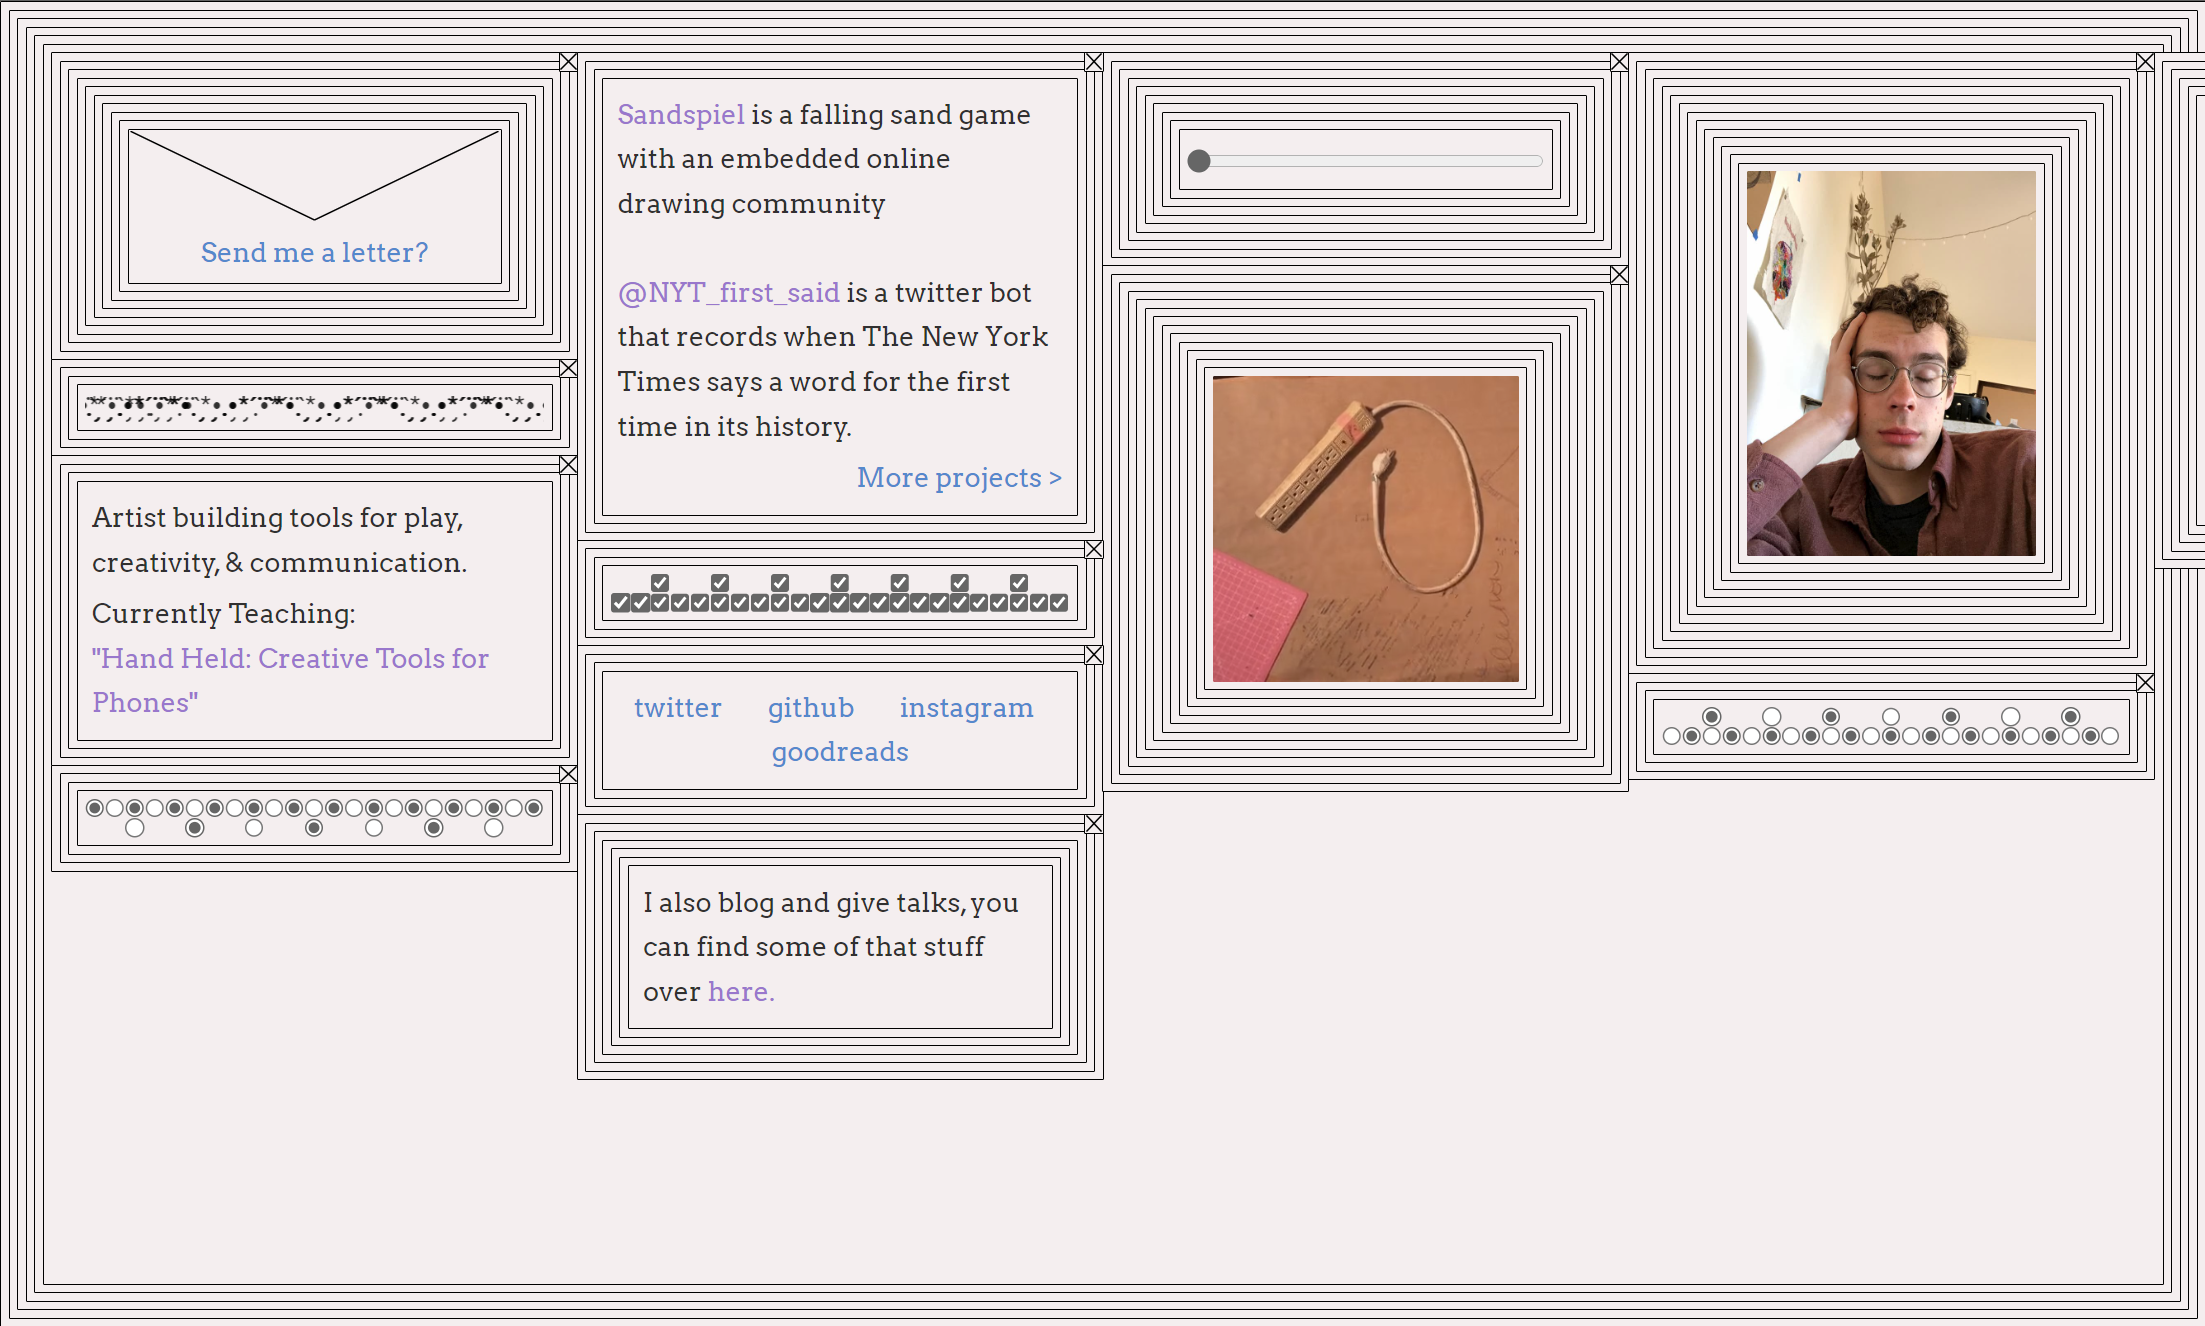 Send me a letter?
Artist building tools for play,
creativity, & communication.
Currently Teaching:
"Hand Held: Creative Tools for
Phones"
Sandspiel is a falling sand game
with an embedded online
drawing community
@NYT_first_said is a twitter bot
that records when The New York
Times says a word for the first
time in its history.
More projects >
twitter github instagram
goodreads
I also blog and give talks, you
can find some of that stuff
over here.